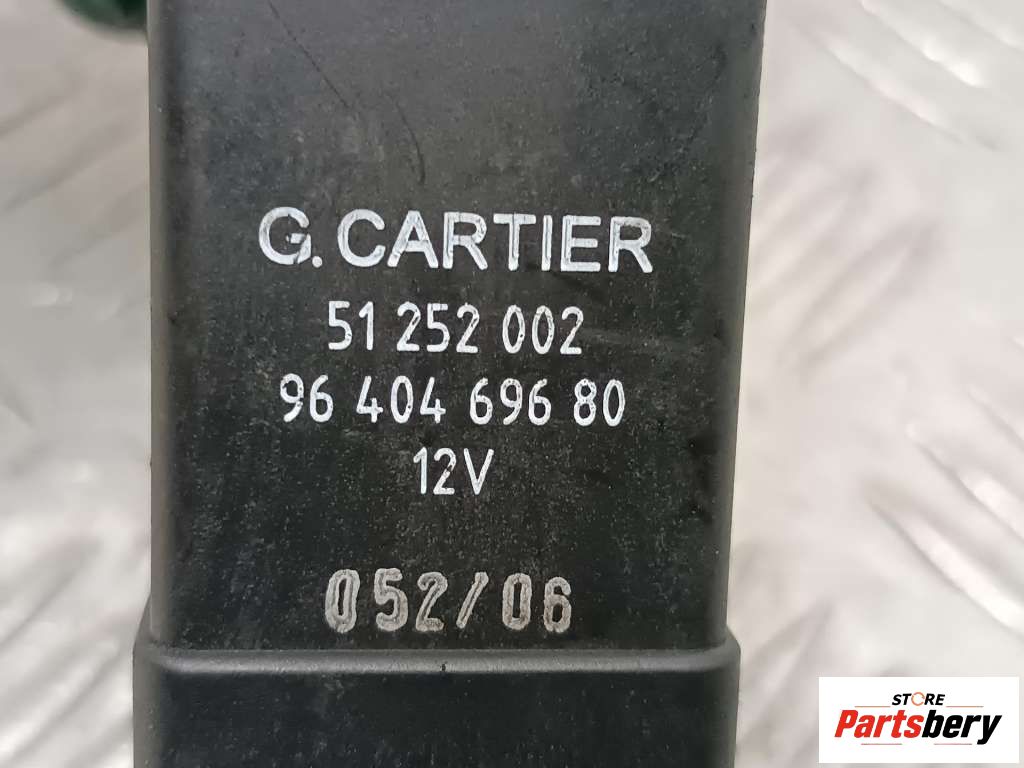 G. CARTIER
51 252 002
96 404 696 80
12V
052/06
STORE
Partsbery